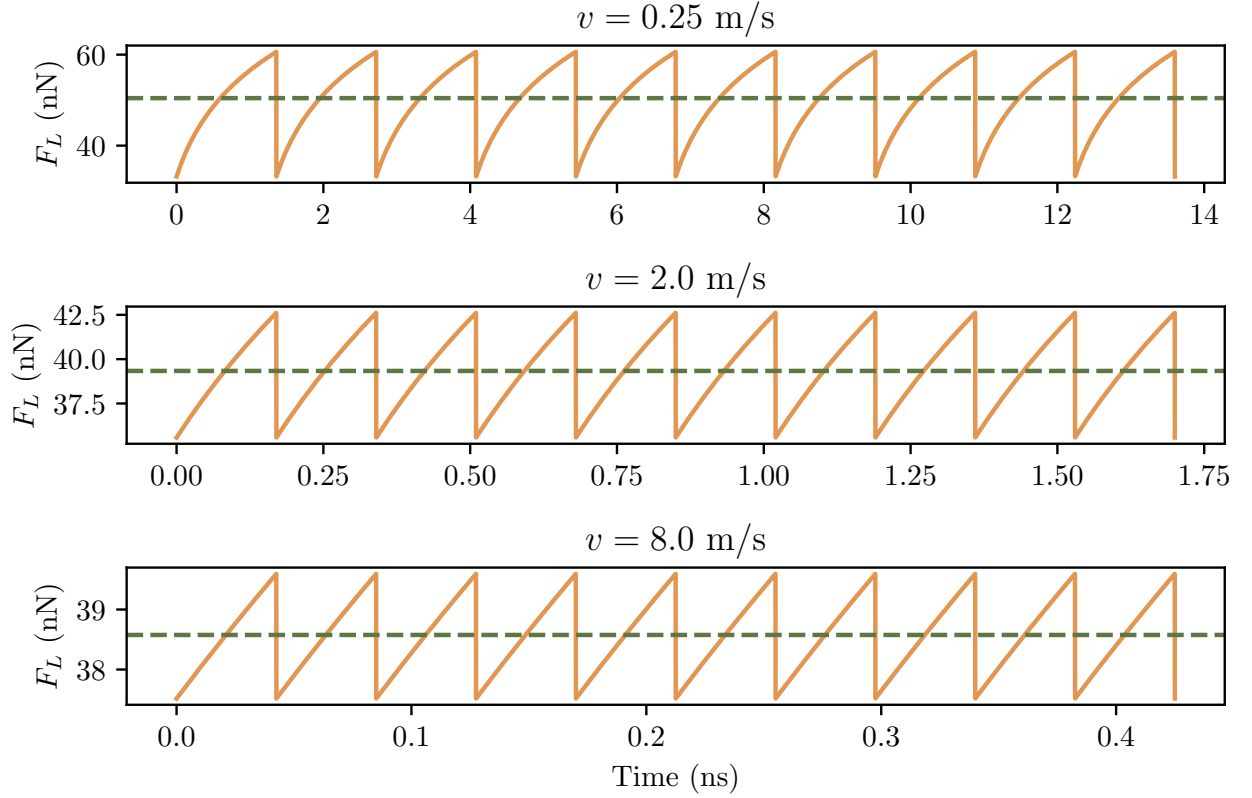 v = 0.25 m/s
60
40
F_L (nN)
0 2 4 6 8 10 12 14
v = 2.0 m/s
42.5
40.0
37.5
F_L (nN)
0.00 0.25 0.50 0.75 1.00 1.25 1.50 1.75
v = 8.0 m/s
39
38
F_L (nN)
0.0 0.1 0.2 0.3 0.4
Time (ns)